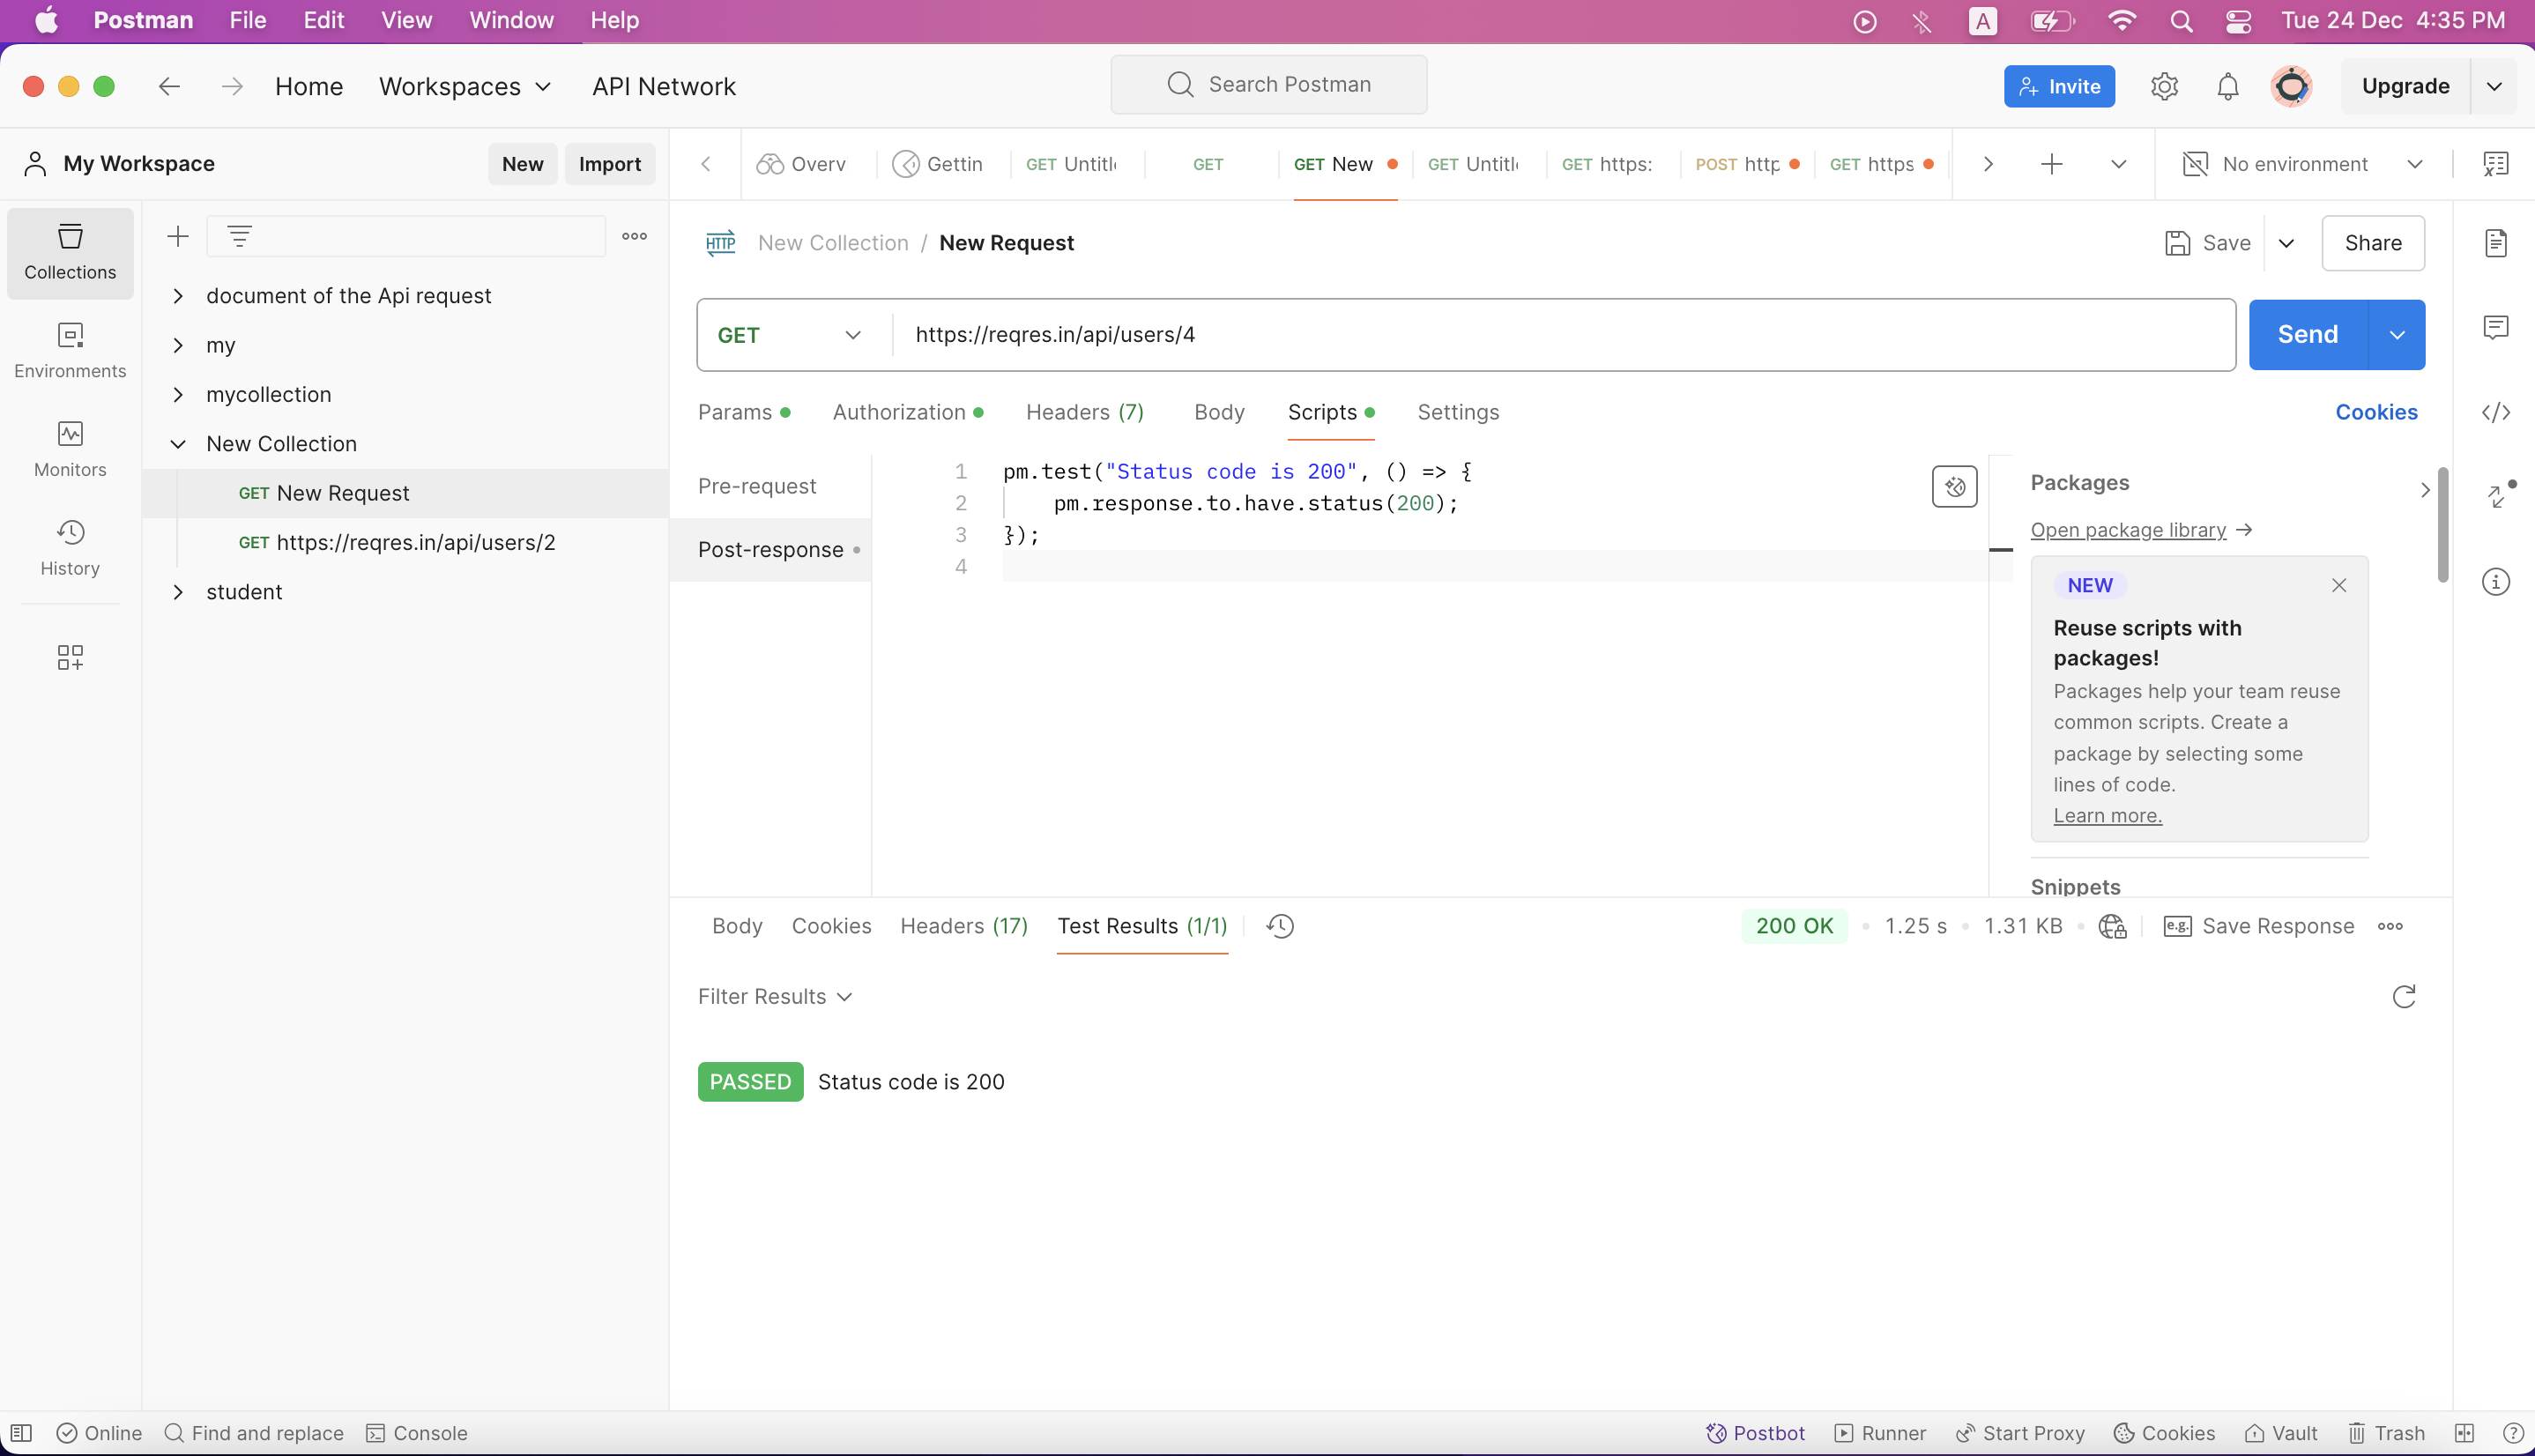 Postman File Edit View Window Help A Tue 24 Dec 4:35 PM
Home Workspaces API Network Search Postman Invite Upgrade
My Workspace New Import Overv Gettin GET Untitl GET GET New GET Untitl GET https: POST http GET https No environment
Collections
Environments
Monitors
History
document of the Api request
my
mycollection
New Collection
GET New Request
GET https://reqres.in/api/users/2
student
HTTP New Collection / New Request Save Share
GET https://reqres.in/api/users/4 Send
Params Authorization Headers (7) Body Scripts Settings Cookies
Pre-request
Post-response
1 pm.test("Status code is 200", () => {
2 pm.response.to.have.status(200);
3 });
4
Packages
Open package library →
NEW
Reuse scripts with
packages!
Packages help your team reuse
common scripts. Create a
package by selecting some
lines of code.
Learn more.
Snippets
Body Cookies Headers (17) Test Results (1/1) 200 OK 1.25 s 1.31 KB e.g. Save Response
Filter Results
PASSED Status code is 200
Online Find and replace Console Postbot Runner Start Proxy Cookies Vault Trash